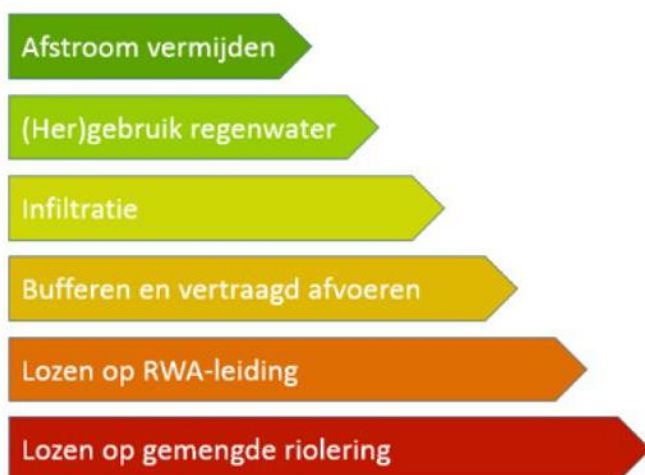 Afstroom vermijden
(Her)gebruik regenwater
Infiltratie
Bufferen en vertraagd afvoeren
Lozen op RWA-leiding
Lozen op gemengde riolering